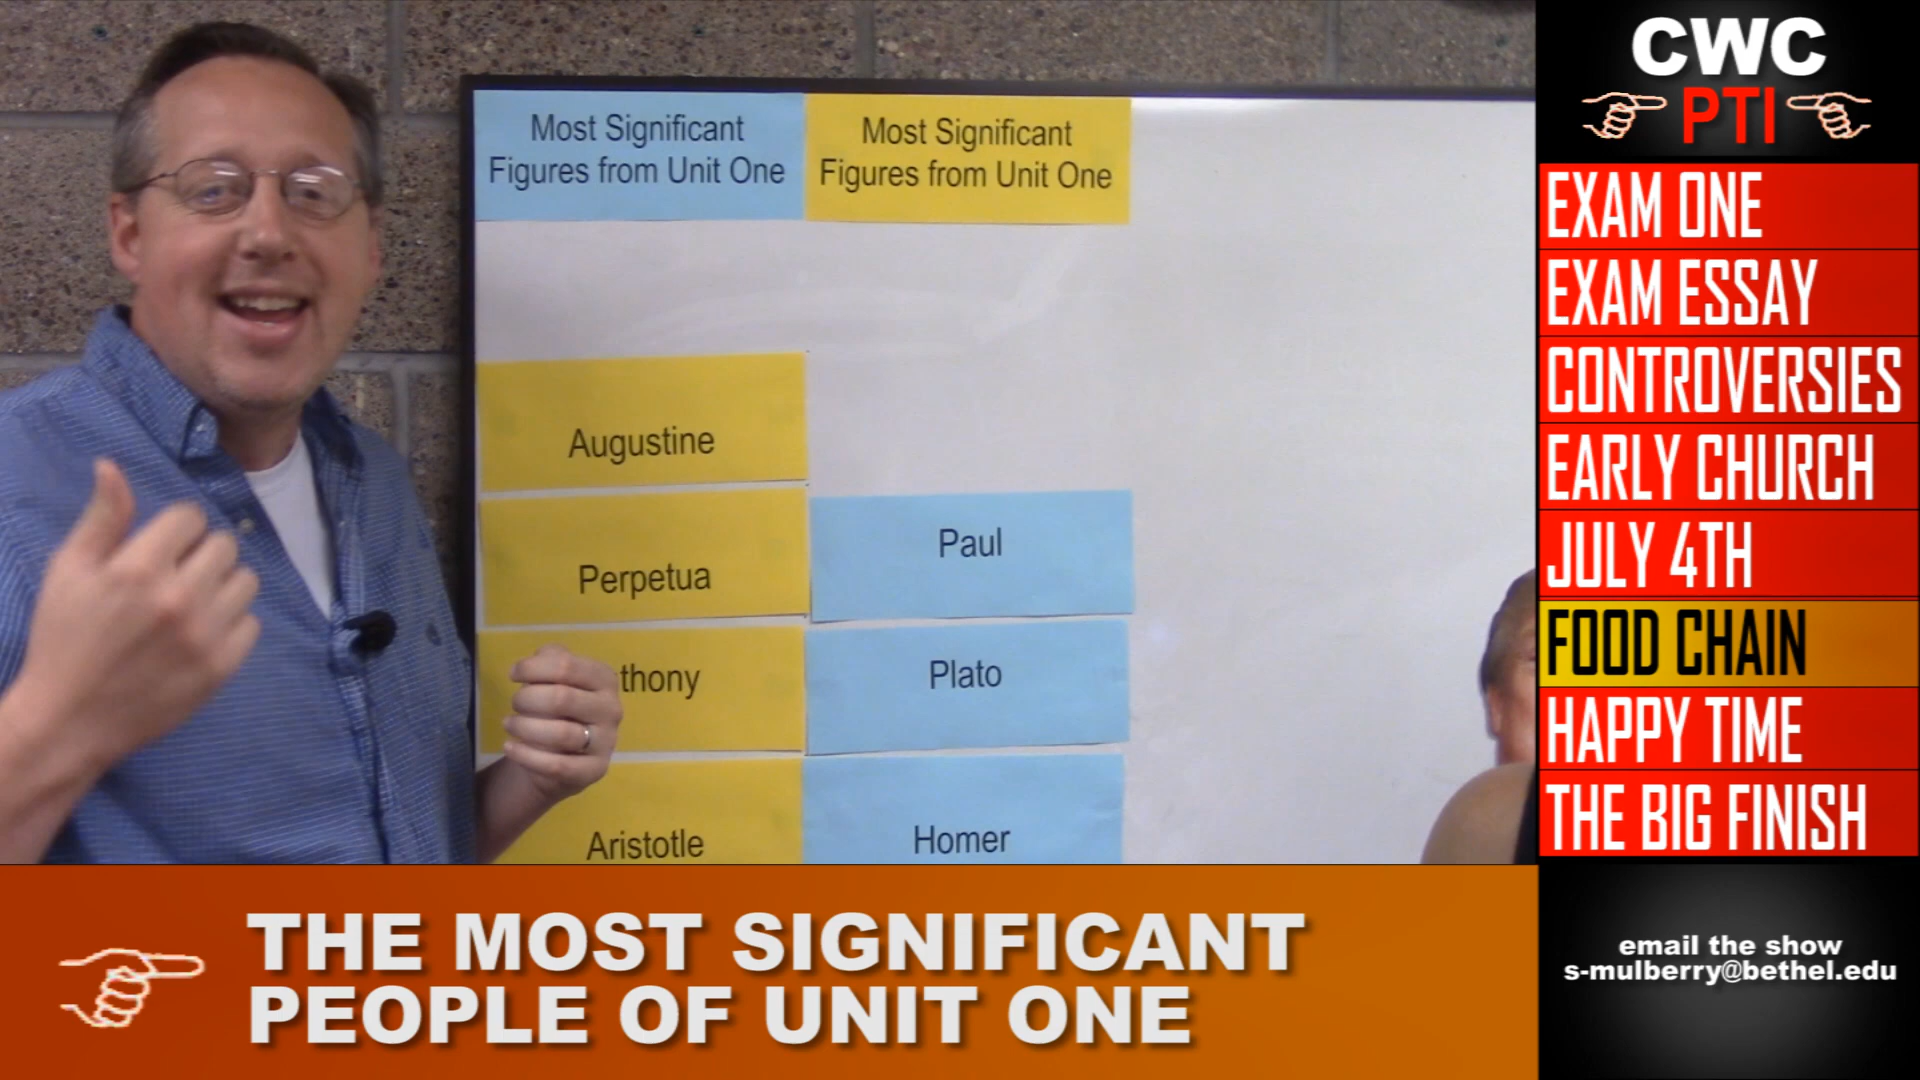 Most Significant
Figures from Unit One
Most Significant
Figures from Unit One
Augustine
Perpetua
Paul
Plato
Aristotle
Homer
CWC
PTI
EXAM ONE
EXAM ESSAY
CONTROVERSIES
EARLY CHURCH
JULY 4TH
FOOD CHAIN
HAPPY TIME
THE BIG FINISH
THE MOST SIGNIFICANT
PEOPLE OF UNIT ONE
email the show
s-mulberry@bethel.edu